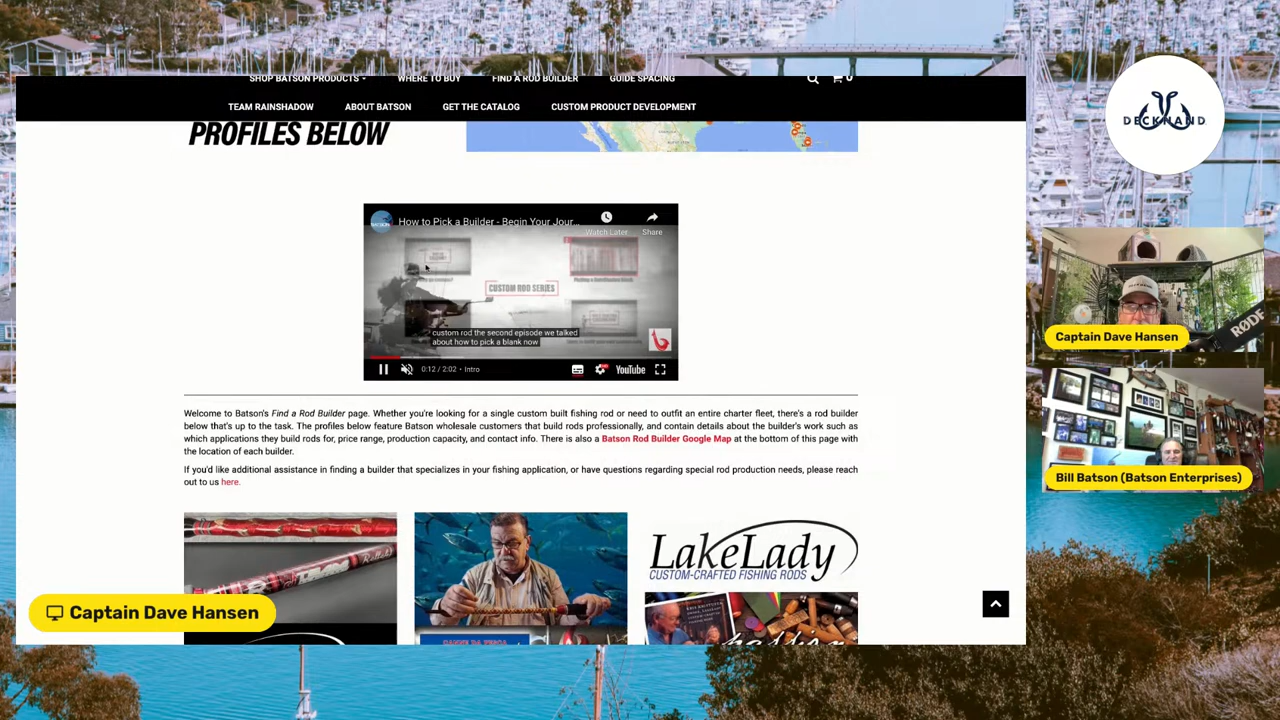 SHOP BATSON PRODUCTS
WHERE TO BUY
FIND A ROD BUILDER
GUIDE SPACING
0
TEAM RAINSHADOW
ABOUT BATSON
GET THE CATALOG
CUSTOM PRODUCT DEVELOPMENT
PROFILES BELOW
BATSON
How to Pick a Builder - Begin Your Jour...
Watch Later
Share
CUSTOM ROD SERIES
custom rod the second episode we talked
about how to pick a blank now
0:12 / 2:02 • Intro
YouTube
Welcome to Batson's Find a Rod Builder page. Whether you're looking for a single custom built fishing rod or need to outfit an entire charter fleet, there's a rod builder
below that's up to the task. The profiles below feature Batson wholesale customers that build rods professionally, and contain details about the builder's work such as
which applications they build rods for, price range, production capacity, and contact info. There is also a Batson Rod Builder Google Map at the bottom of this page with
the location of each builder.
If you'd like additional assistance in finding a builder that specializes in your fishing application, or have questions regarding special rod production needs, please reach
out to us here.
LakeLady
CUSTOM-CRAFTED FISHING RODS
CANNE DA PESCA
passion
Captain Dave Hansen
DECKHAND
RODF
Captain Dave Hansen
Bill Batson (Batson Enterprises)